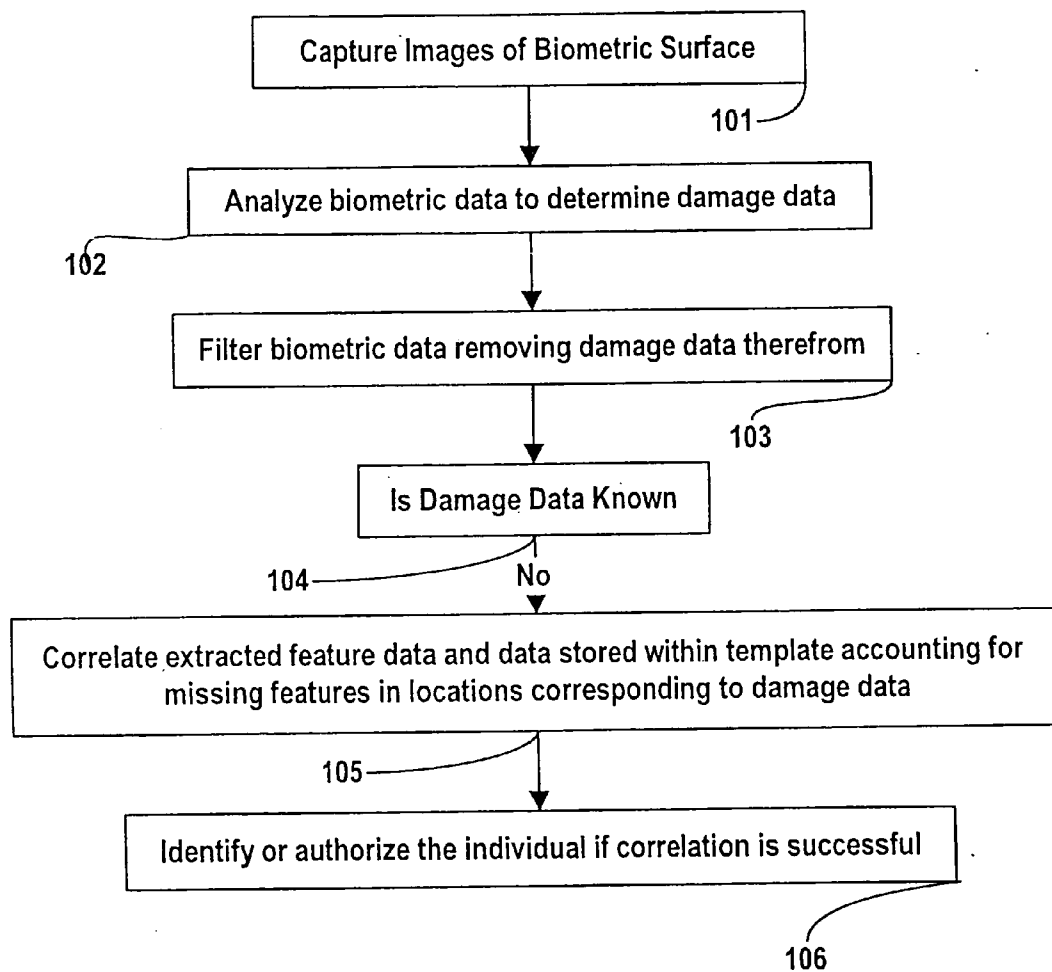 Capture Images of Biometric Surface
101
Analyze biometric data to determine damage data
102
Filter biometric data removing damage data therefrom
103
Is Damage Data Known
104
No
Correlate extracted feature data and data stored within template accounting for
missing features in locations corresponding to damage data
105
Identify or authorize the individual if correlation is successful
106